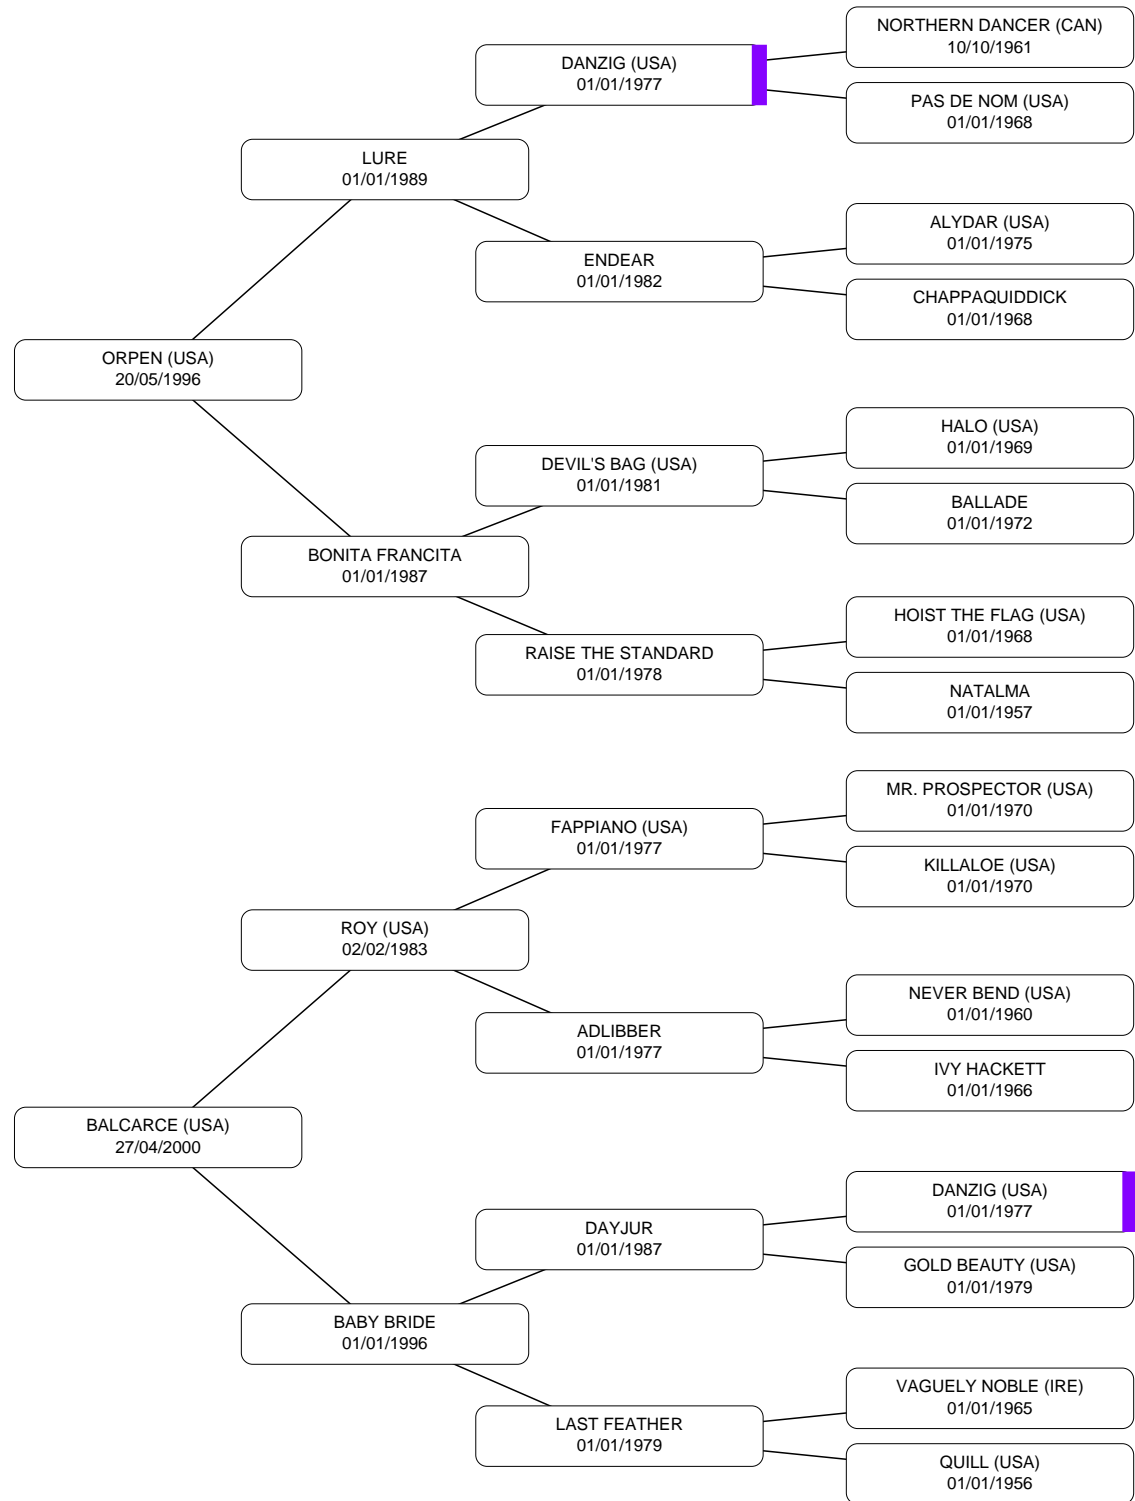 NORTHERN DANCER (CAN)
10/10/1961
DANZIG (USA)
01/01/1977
PAS DE NOM (USA)
01/01/1968
LURE
01/01/1989
ALYDAR (USA)
01/01/1975
ENDEAR
01/01/1982
CHAPPAQUIDDICK
01/01/1968
ORPEN (USA)
20/05/1996
HALO (USA)
01/01/1969
DEVIL'S BAG (USA)
01/01/1981
BALLADE
01/01/1972
BONITA FRANCITA
01/01/1987
HOIST THE FLAG (USA)
01/01/1968
RAISE THE STANDARD
01/01/1978
NATALMA
01/01/1957
MR. PROSPECTOR (USA)
01/01/1970
FAPPIANO (USA)
01/01/1977
KILLALOE (USA)
01/01/1970
ROY (USA)
02/02/1983
NEVER BEND (USA)
01/01/1960
ADLIBBER
01/01/1977
IVY HACKETT
01/01/1966
BALCARCE (USA)
27/04/2000
DANZIG (USA)
01/01/1977
DAYJUR
01/01/1987
GOLD BEAUTY (USA)
01/01/1979
BABY BRIDE
01/01/1996
VAGUELY NOBLE (IRE)
01/01/1965
LAST FEATHER
01/01/1979
QUILL (USA)
01/01/1956